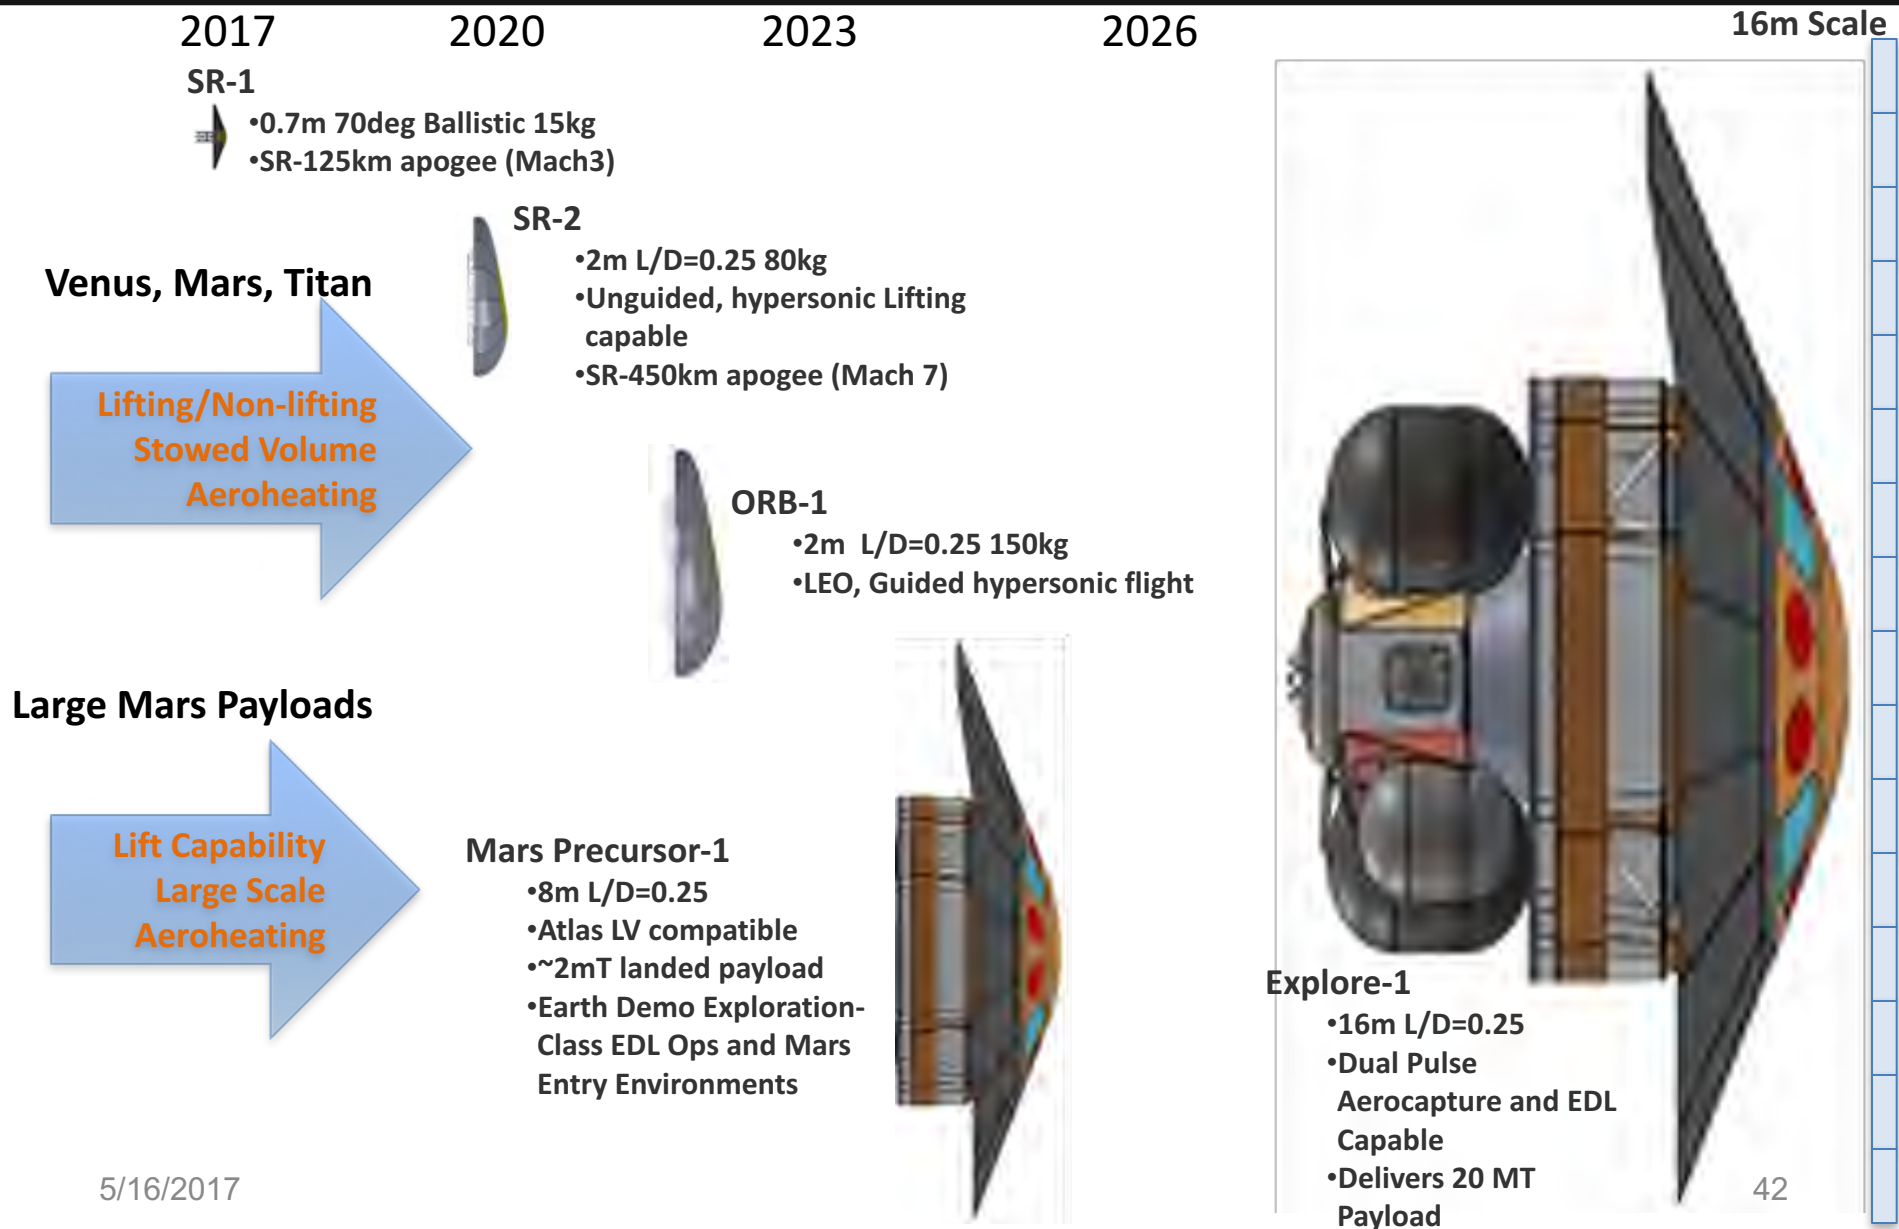 2017 2020 2023 2026 16m Scale
SR-1
•0.7m 70deg Ballistic 15kg
•SR-125km apogee (Mach3)
SR-2
•2m L/D=0.25 80kg
•Unguided, hypersonic Lifting
capable
•SR-450km apogee (Mach 7)
Venus, Mars, Titan
Lifting/Non-lifting
Stowed Volume
Aeroheating
ORB-1
•2m L/D=0.25 150kg
•LEO, Guided hypersonic flight
Large Mars Payloads
Lift Capability
Large Scale
Aeroheating
Mars Precursor-1
•8m L/D=0.25
•Atlas LV compatible
•~2mT landed payload
•Earth Demo Exploration-
Class EDL Ops and Mars
Entry Environments
Explore-1
•16m L/D=0.25
•Dual Pulse
Aerocapture and EDL
Capable
•Delivers 20 MT
Payload
5/16/2017
42